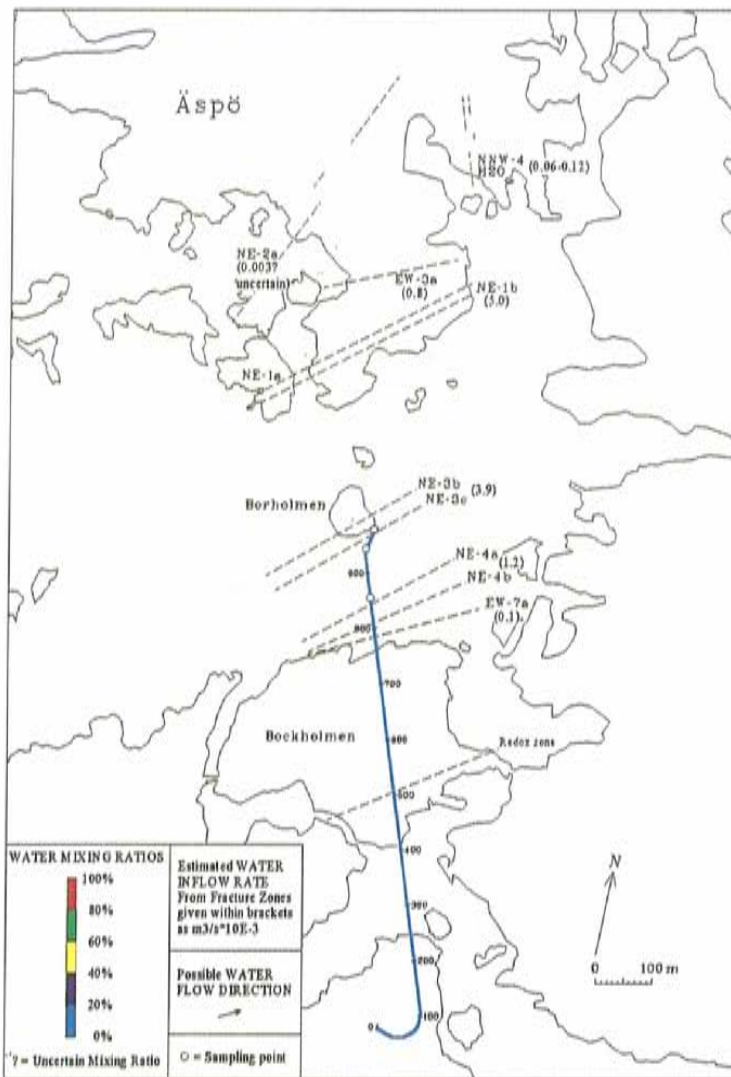 Äspö
NNW-4
H2O (0.06-0.12)
NE-2a
(0.0037
uncertain)
EW-3a
(0.8)
NE-1b
(5.0)
NE-1a
NE-3b
(3.9)
NE-3c
Borholmen
NE-4a
(1.2)
NE-4b
EW-7a
(0.1)
900
800
700
Bockholmen
600
Redox zone
500
400
300
200
100
0
WATER MIXING RATIOS
100%
80%
60%
40%
20%
0%
? = Uncertain Mixing Ratio
Estimated WATER
INFLOW RATE
From Fracture Zones
given within brackets
as m3/s*10E-3
Possible WATER
FLOW DIRECTION
O = Sampling point
N
0 100 m